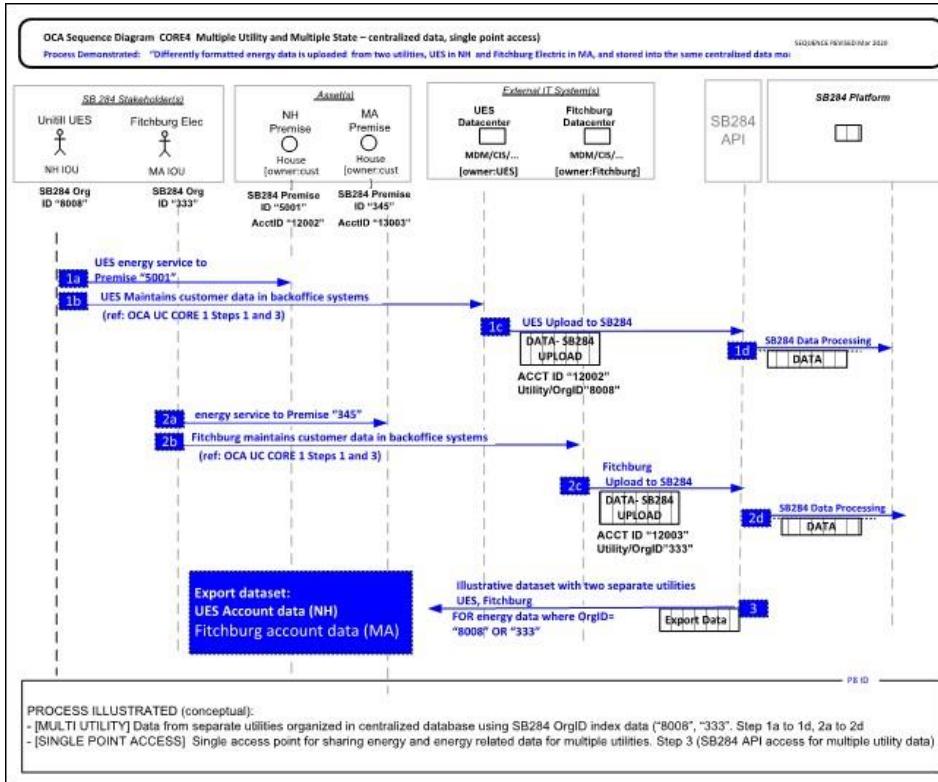 OCA Sequence Diagram CORE4 Multiple Utility and Multiple State – centralized data, single point access)
SEQUENCE REVISED Mar 2020
Process Demonstrated: "Differently formatted energy data is uploaded from two utilities, UES in NH and Fitchburg Electric in MA, and stored into the same centralized data mo
SB 284 Stakeholder(s)
Unitill UES
Fitchburg Elec
NH IOU
MA IOU
SB284 Org
ID "8008"
SB284 Org
ID "333"
Asset(s)
NH
Premise
House
[owner:cust
]
SB284 Premise
ID "5001"
AcctID "12002"
MA
Premise
House
[owner:cust
]
SB284 Premise
ID "345"
AcctID "13003"
External IT System(s)
UES
Datacenter
MDM/CIS/...
[owner:UES]
Fitchburg
Datacenter
MDM/CIS/...
[owner:Fitchburg]
SB284
API
SB284 Platform
1a
UES energy service to
Premise "5001"
1b
UES Maintains customer data in backoffice systems
(ref: OCA UC CORE 1 Steps 1 and 3)
1c
UES Upload to SB284
DATA- SB284
UPLOAD
ACCT ID "12002"
Utility/OrgID"8008"
1d
SB284 Data Processing
DATA
2a
energy service to Premise "345"
2b
Fitchburg maintains customer data in backoffice systems
(ref: OCA UC CORE 1 Steps 1 and 3)
2c
Fitchburg
Upload to SB284
DATA- SB284
UPLOAD
ACCT ID "12003"
Utility/OrgID"333"
2d
SB284 Data Processing
DATA
Export dataset:
UES Account data (NH)
Fitchburg account data (MA)
Illustrative dataset with two separate utilities
UES, Fitchburg
FOR energy data where OrgID=
"8008" OR "333"
Export Data
3
PB ID
PROCESS ILLUSTRATED (conceptual):
- [MULTI UTILITY] Data from separate utilities organized in centralized database using SB284 OrgID index data ("8008", "333". Step 1a to 1d, 2a to 2d
- [SINGLE POINT ACCESS] Single access point for sharing energy and energy related data for multiple utilities. Step 3 (SB284 API access for multiple utility data)